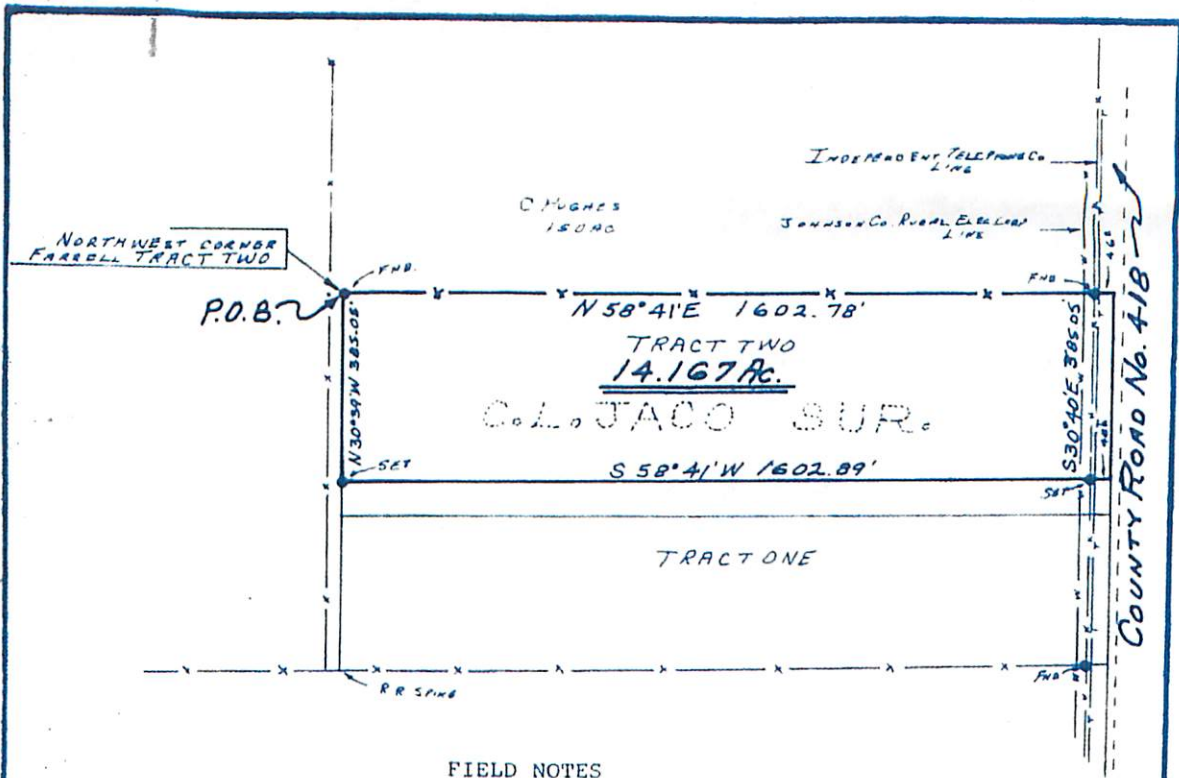 INDEPENDENT TELEPHONE Co
LINE
C HUGHES
150 AC
JOHNSON Co. RURAL
LINE
NORTHWEST CORNER
FARRELL TRACT TWO
FND.
FND
P.O.B.
N 58°41'E 1602.78'
TRACT TWO
14.167 Ac.
C.L. JACO SUR.
N 30°39'W 385.05'
S 30°40'E 385.05'
COUNTY ROAD No. 418
SET
S 58°41'W 1602.89'
SET
TRACT ONE
R R SPIKE
FND
FIELD NOTES